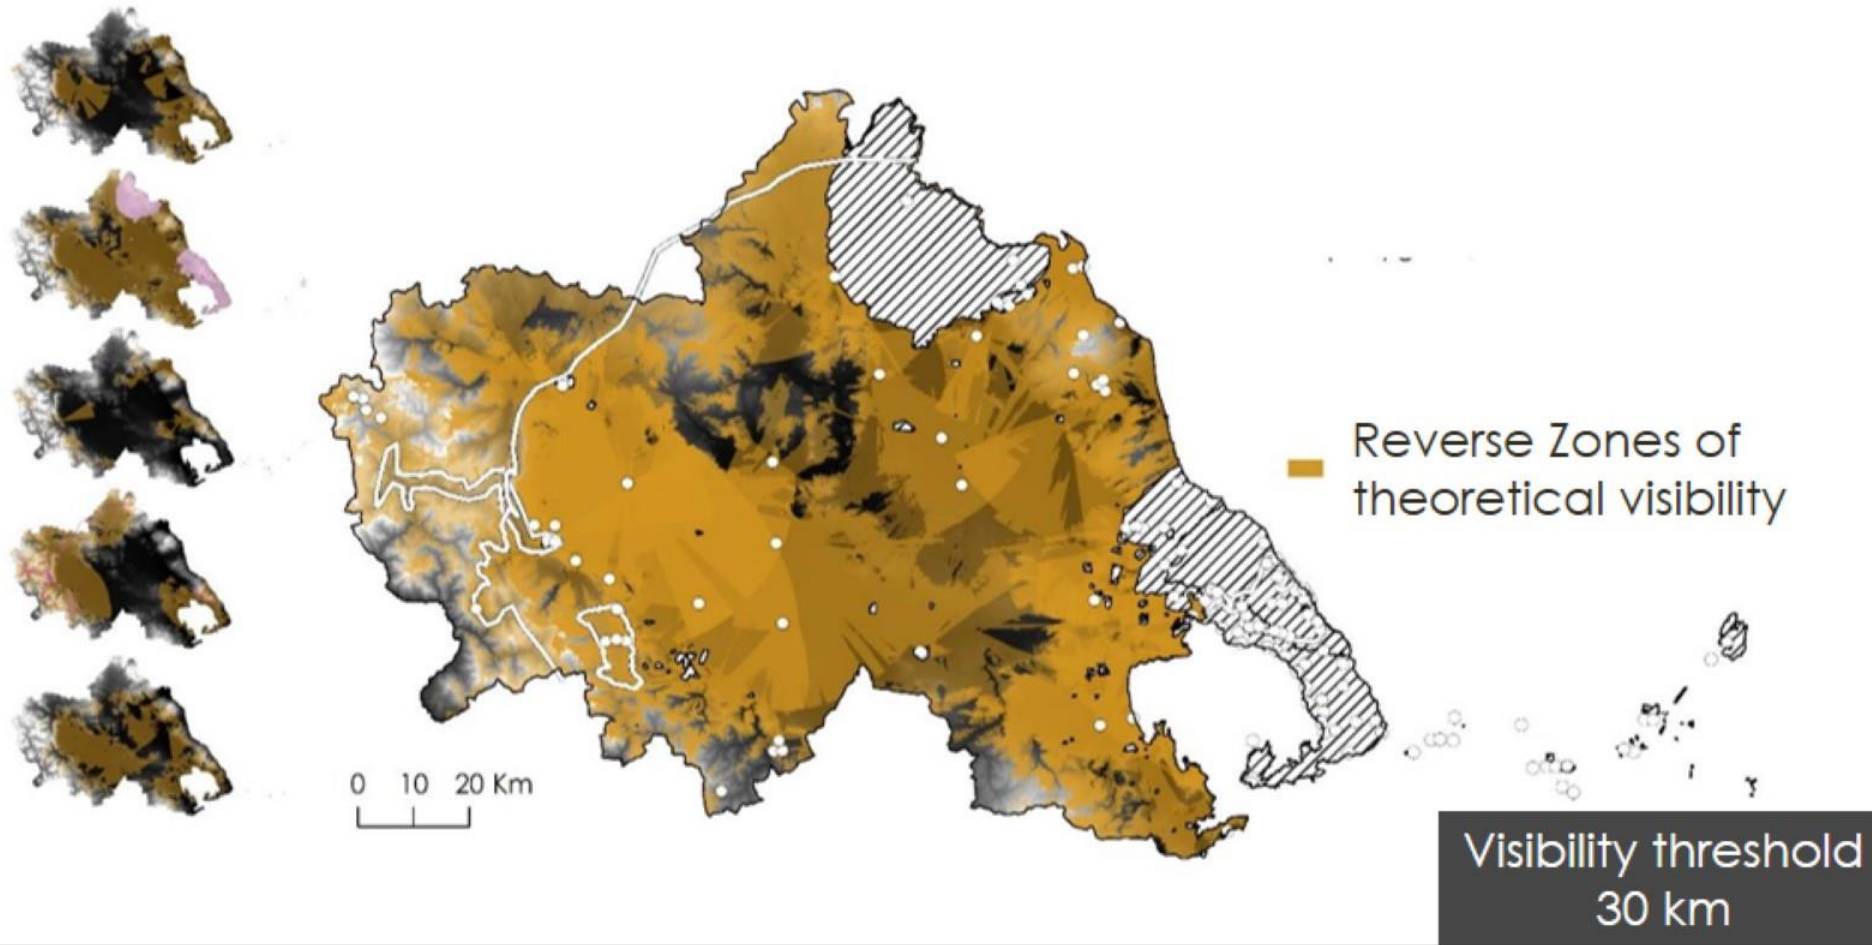 Reverse Zones of
theoretical visibility
0 10 20 Km
Visibility threshold
30 km